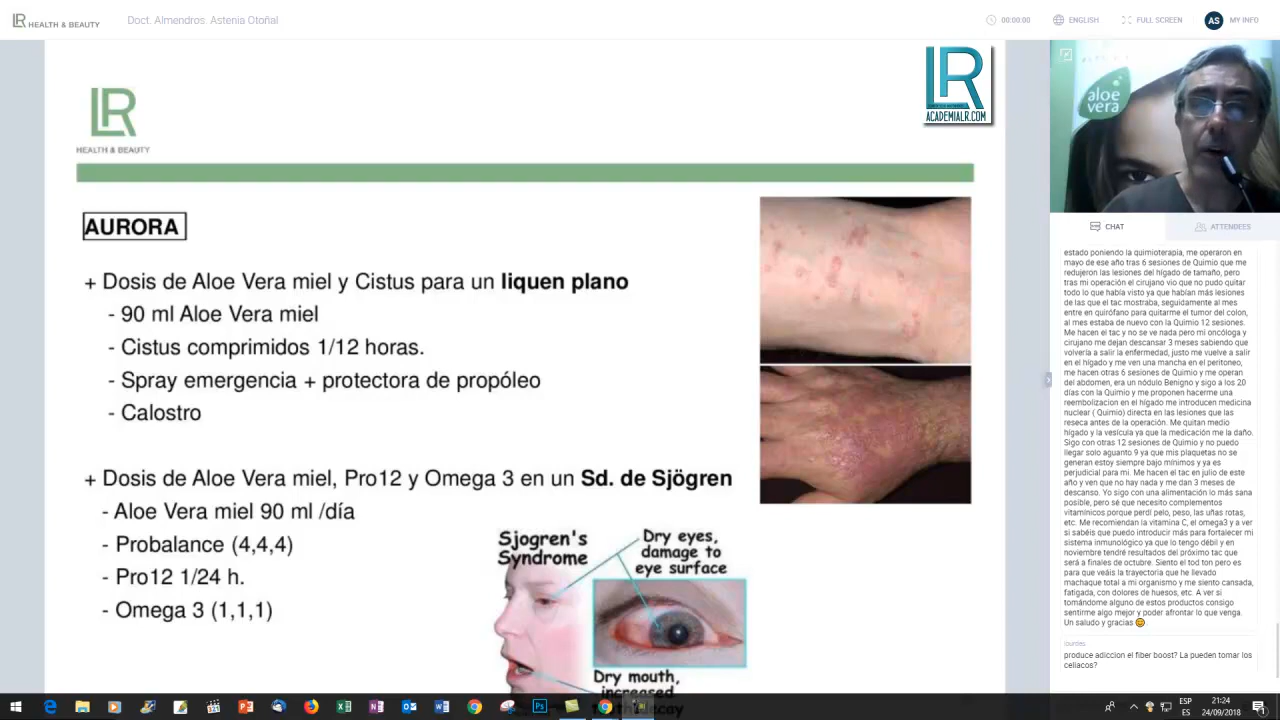 LR HEALTH & BEAUTY
Doct. Almendros. Astenia Otoñal
00:00:00
ENGLISH
FULL SCREEN
AS
MY INFO
LR
ACADEMIALR.COM
LR
HEALTH & BEAUTY
AURORA
+ Dosis de Aloe Vera miel y Cistus para un liquen plano
- 90 ml Aloe Vera miel
- Cistus comprimidos 1/12 horas.
- Spray emergencia + protectora de propóleo
- Calostro
+ Dosis de Aloe Vera miel, Pro12 y Omega 3 en un Sd. de Sjögren
- Aloe Vera miel 90 ml /día
- Probalance (4,4,4)
- Pro12 1/24 h.
- Omega 3 (1,1,1)
Sjogren's
Syndrome
Dry eyes,
damage to
eye surface
Dry mouth,
increased
aloe
vera
CHAT
ATTENDEES
estado poniendo la quimioterapia, me operaron en
mayo de ese año tras 6 sesiones de Quimio que me
redujeron las lesiones del hígado de tamaño, pero
tras mi operación el cirujano vio que no pudo quitar
todo lo que había visto ya que habían más lesiones
de las que el tac mostraba, seguidamente al mes
entre en quirófano para quitarme el tumor del colon,
al mes estaba de nuevo con la Quimio 12 sesiones.
Me hacen el tac y no se ve nada pero mi oncóloga y
cirujano me dejan descansar 3 meses sabiendo que
volvería a salir la enfermedad, justo me vuelve a salir
en el hígado y me ven una mancha en el peritoneo,
me hacen otras 6 sesiones de Quimio y me operan
del abdomen, era un nódulo Benigno y sigo a los 20
días con la Quimio y me proponen hacerme una
reembolizacion en el hígado me introducen medicina
nuclear ( Quimio) directa en las lesiones que las
reseca antes de la operación. Me quitan medio
hígado y la vesícula ya que la medicación me la daño.
Sigo con otras 12 sesiones de Quimio y no puedo
llegar solo aguanto 9 ya que mis plaquetas no se
generan estoy siempre bajo mínimos y ya es
perjudicial para mi. Me hacen el tac en julio de este
año y ven que no hay nada y me dan 3 meses de
descanso. Yo sigo con una alimentación lo más sana
posible, pero sé que necesito complementos
vitamínicos porque perdí pelo, peso, las uñas rotas,
etc. Me recomiendan la vitamina C, el omega3 y a ver
si sabéis que puedo introducir más para fortalecer mi
sistema inmunológico ya que lo tengo débil y en
noviembre tendré resultados del próximo tac que
será a finales de octubre. Siento el tod ton pero es
para que veáis la trayectoria que he llevado
machaque total a mi organismo y me siento cansada,
fatigada, con dolores de huesos, etc. A ver si
tomándome alguno de estos productos consigo
sentirme algo mejor y poder afrontar lo que venga.
Un saludo y gracias 😊
lourdes
produce adiccion el fiber boost? La pueden tomar los
celiacos?
ESP
ES
21:24
24/09/2018